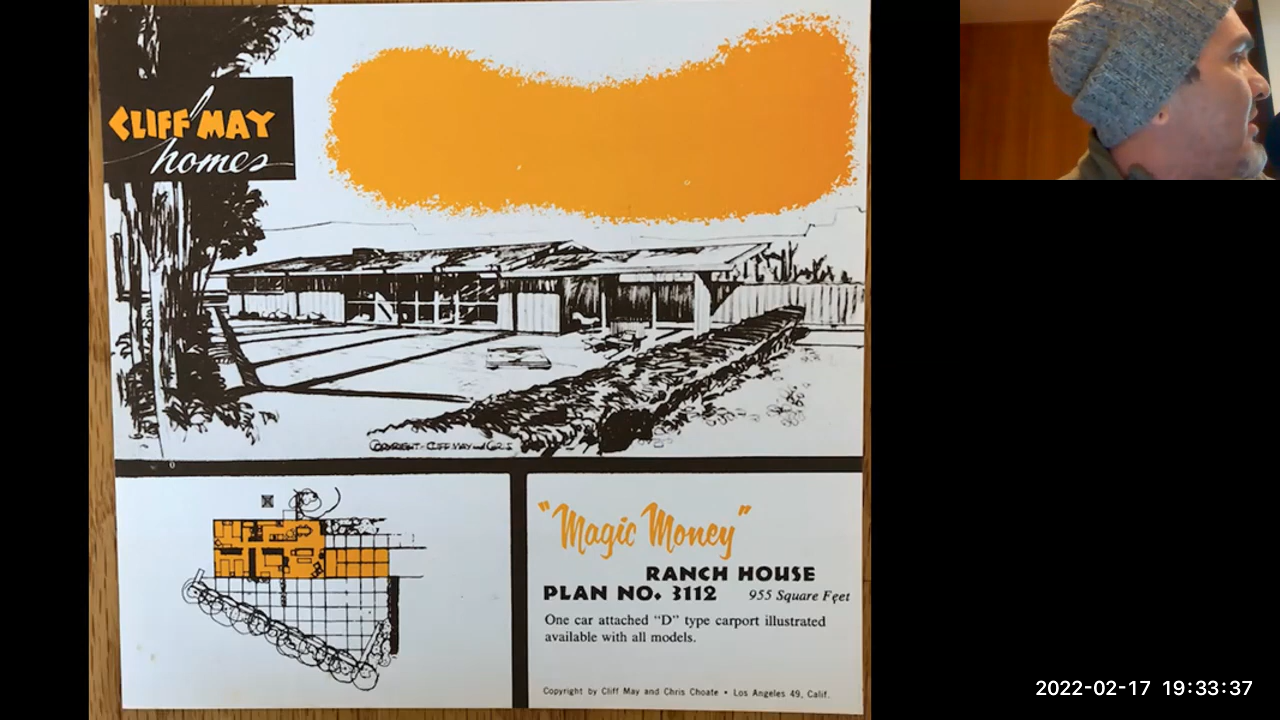 CLIFF MAY
homes
COPYRIGHT - CLIFF MAY and
"Magic Money"
RANCH HOUSE
PLAN NO. 3112 955 Square Feet
One car attached "D" type carport illustrated
available with all models.
Copyright by Cliff May and Chris Choate • Los Angeles 49, Calif.
2022-02-17 19:33:37